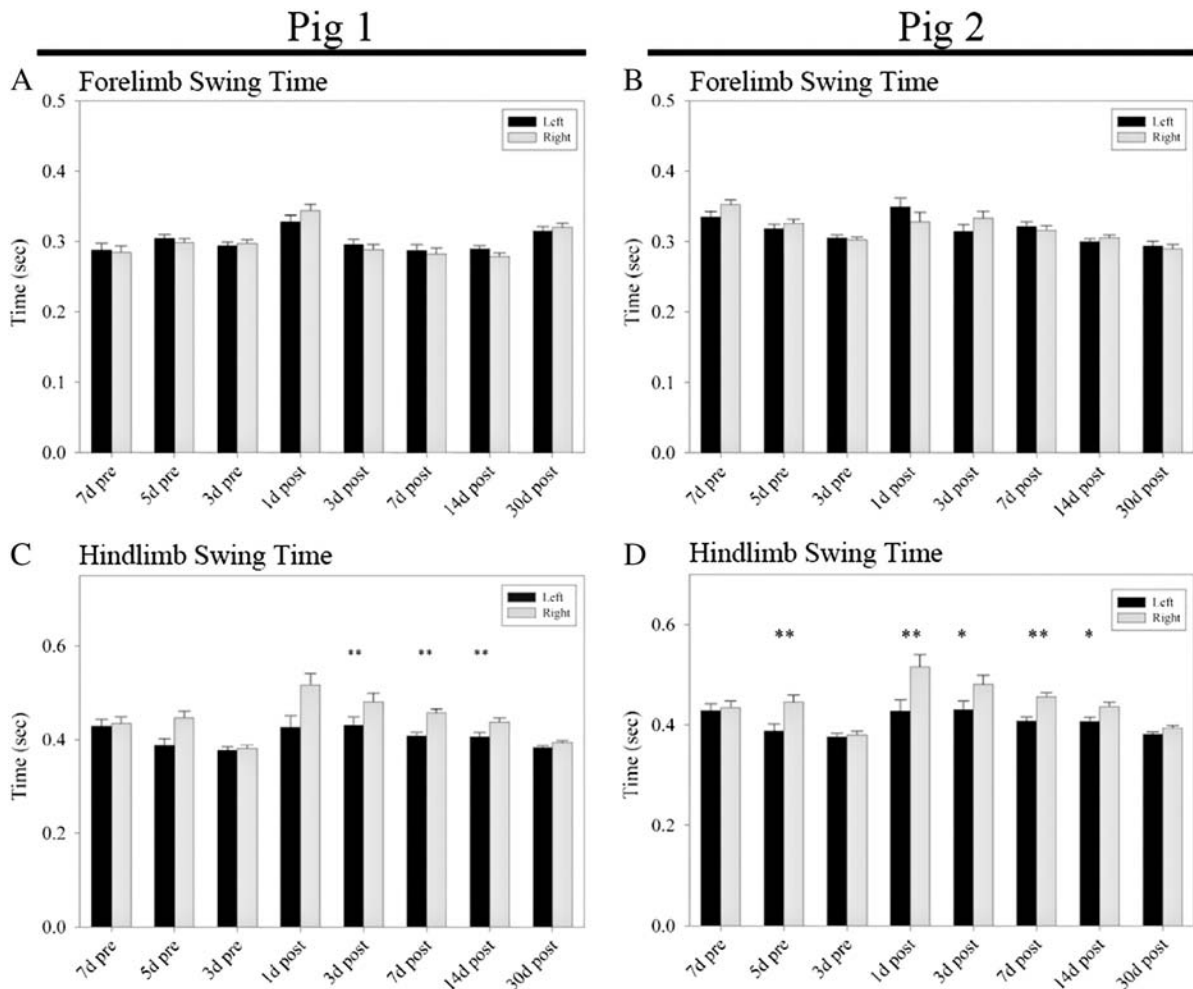 Pig 1
Pig 2
A Forelimb Swing Time
0.5
0.4
0.3
0.2
0.1
0.0
Time (sec)
Left
Right
7d pre
5d pre
3d pre
1d post
3d post
7d post
14d post
30d post
B Forelimb Swing Time
0.5
0.4
0.3
0.2
0.1
0.0
Time (sec)
Left
Right
7d pre
5d pre
3d pre
1d post
3d post
7d post
14d post
30d post
C Hindlimb Swing Time
0.6
0.4
0.2
0.0
Time (sec)
Left
Right
** ** **
7d pre
5d pre
3d pre
1d post
3d post
7d post
14d post
30d post
D Hindlimb Swing Time
0.6
0.4
0.2
0.0
Time (sec)
Left
Right
** ** * ** *
7d pre
5d pre
3d pre
1d post
3d post
7d post
14d post
30d post